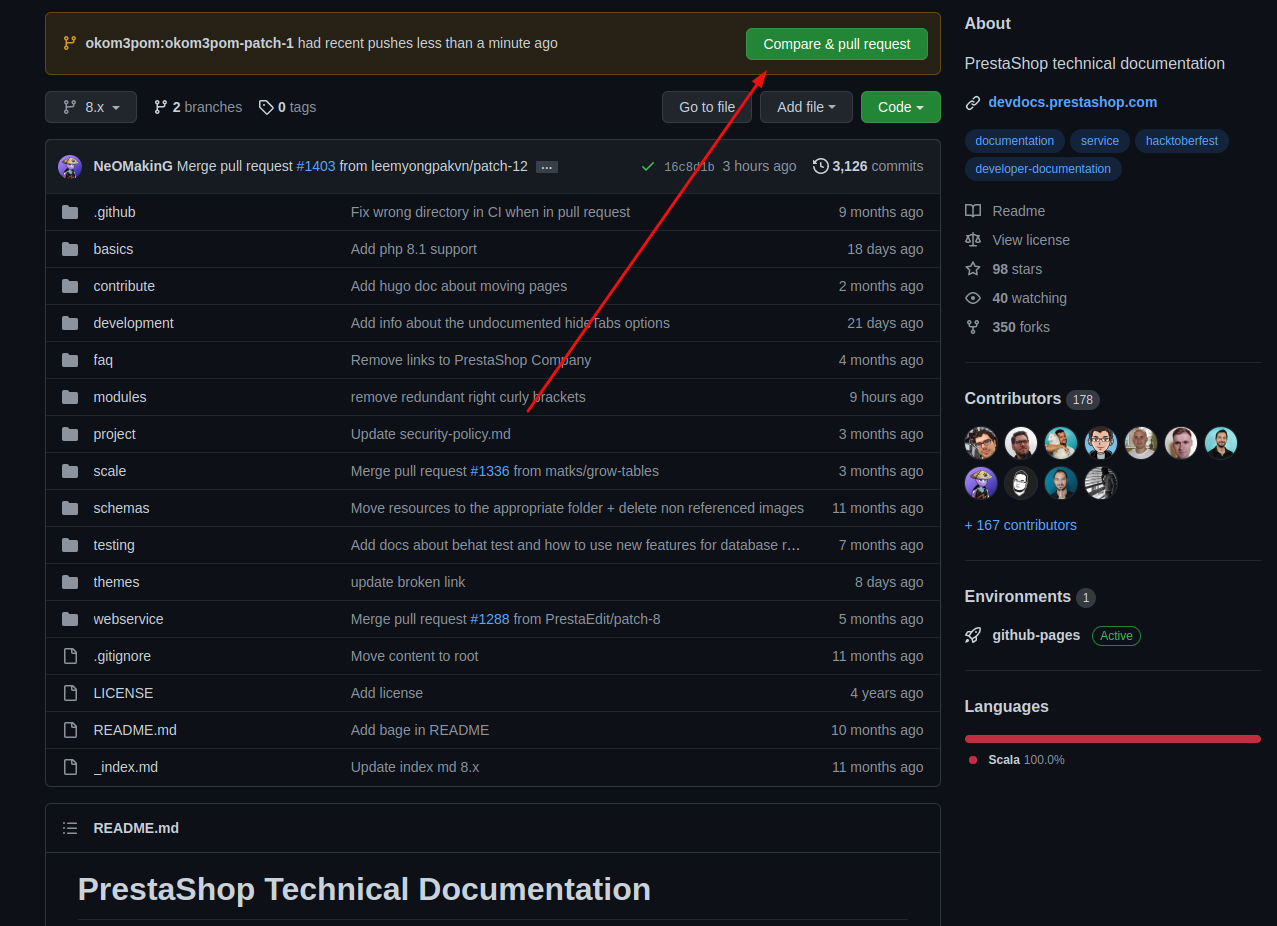 okom3pom:okom3pom-patch-1 had recent pushes less than a minute ago
Compare & pull request
8.x
2 branches
0 tags
Go to file
Add file
Code
NeOMakinG Merge pull request #1403 from leemyongpakvn/patch-12 ...
16c8d1b 3 hours ago
3,126 commits
.github Fix wrong directory in CI when in pull request 9 months ago
basics Add php 8.1 support 18 days ago
contribute Add hugo doc about moving pages 2 months ago
development Add info about the undocumented hideTabs options 21 days ago
faq Remove links to PrestaShop Company 4 months ago
modules remove redundant right curly brackets 9 hours ago
project Update security-policy.md 3 months ago
scale Merge pull request #1336 from matks/grow-tables 3 months ago
schemas Move resources to the appropriate folder + delete non referenced images 11 months ago
testing Add docs about behat test and how to use new features for database r... 7 months ago
themes update broken link 8 days ago
webservice Merge pull request #1288 from PrestaEdit/patch-8 5 months ago
.gitignore Move content to root 11 months ago
LICENSE Add license 4 years ago
README.md Add bage in README 10 months ago
_index.md Update index md 8.x 11 months ago
README.md
PrestaShop Technical Documentation
About
PrestaShop technical documentation
devdocs.prestashop.com
documentation service hacktoberfest
developer-documentation
Readme
View license
98 stars
40 watching
350 forks
Contributors 178
+ 167 contributors
Environments 1
github-pages Active
Languages
Scala 100.0%